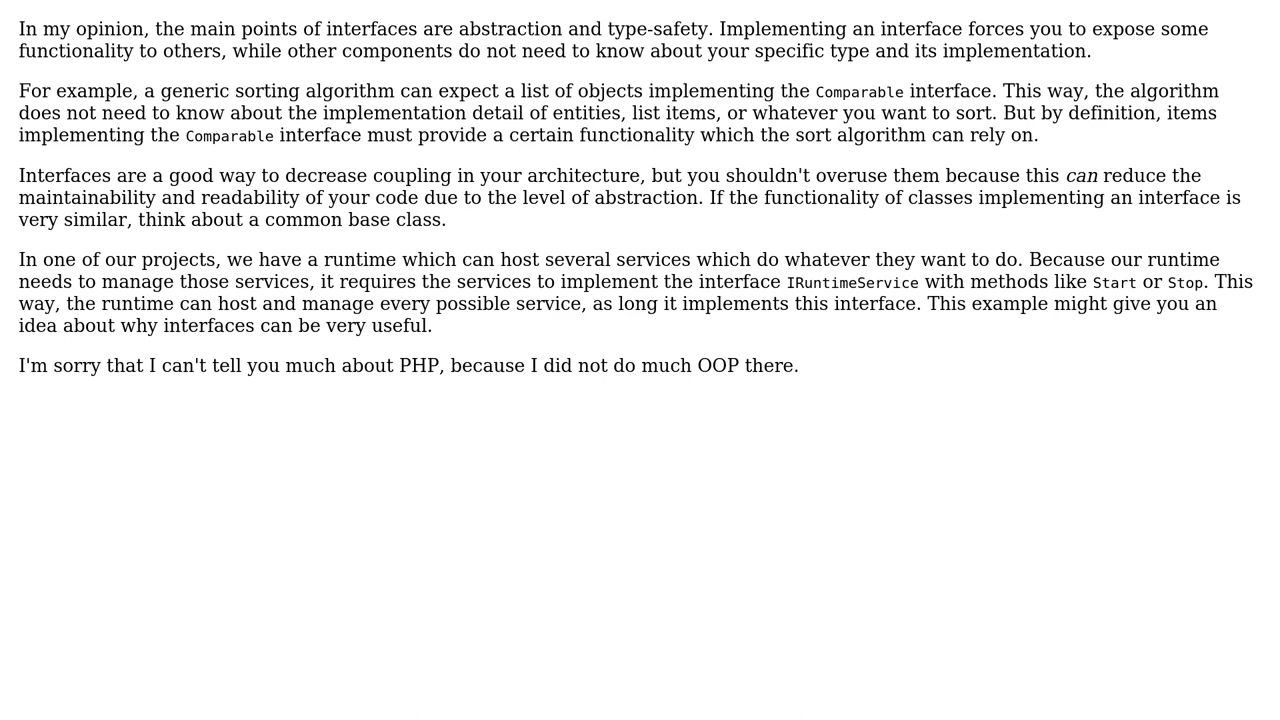 In my opinion, the main points of interfaces are abstraction and type-safety. Implementing an interface forces you to expose some
functionality to others, while other components do not need to know about your specific type and its implementation.
For example, a generic sorting algorithm can expect a list of objects implementing the Comparable interface. This way, the algorithm
does not need to know about the implementation detail of entities, list items, or whatever you want to sort. But by definition, items
implementing the Comparable interface must provide a certain functionality which the sort algorithm can rely on.
Interfaces are a good way to decrease coupling in your architecture, but you shouldn't overuse them because this can reduce the
maintainability and readability of your code due to the level of abstraction. If the functionality of classes implementing an interface is
very similar, think about a common base class.
In one of our projects, we have a runtime which can host several services which do whatever they want to do. Because our runtime
needs to manage those services, it requires the services to implement the interface IRuntimeService with methods like Start or Stop. This
way, the runtime can host and manage every possible service, as long it implements this interface. This example might give you an
idea about why interfaces can be very useful.
I'm sorry that I can't tell you much about PHP, because I did not do much OOP there.